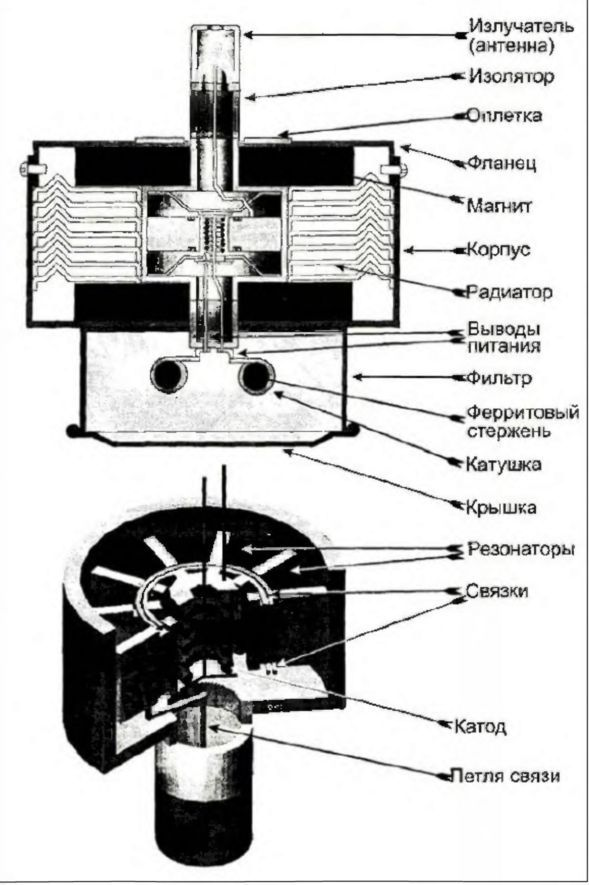 Излучатель
(антенна)
Изолятор
Оплетка
Фланец
Магнит
Корпус
Радиатор
Выводы
питания
Фильтр
Ферритовый
стержень
Катушка
Крышка
Резонаторы
Связки
Катод
Петля связи